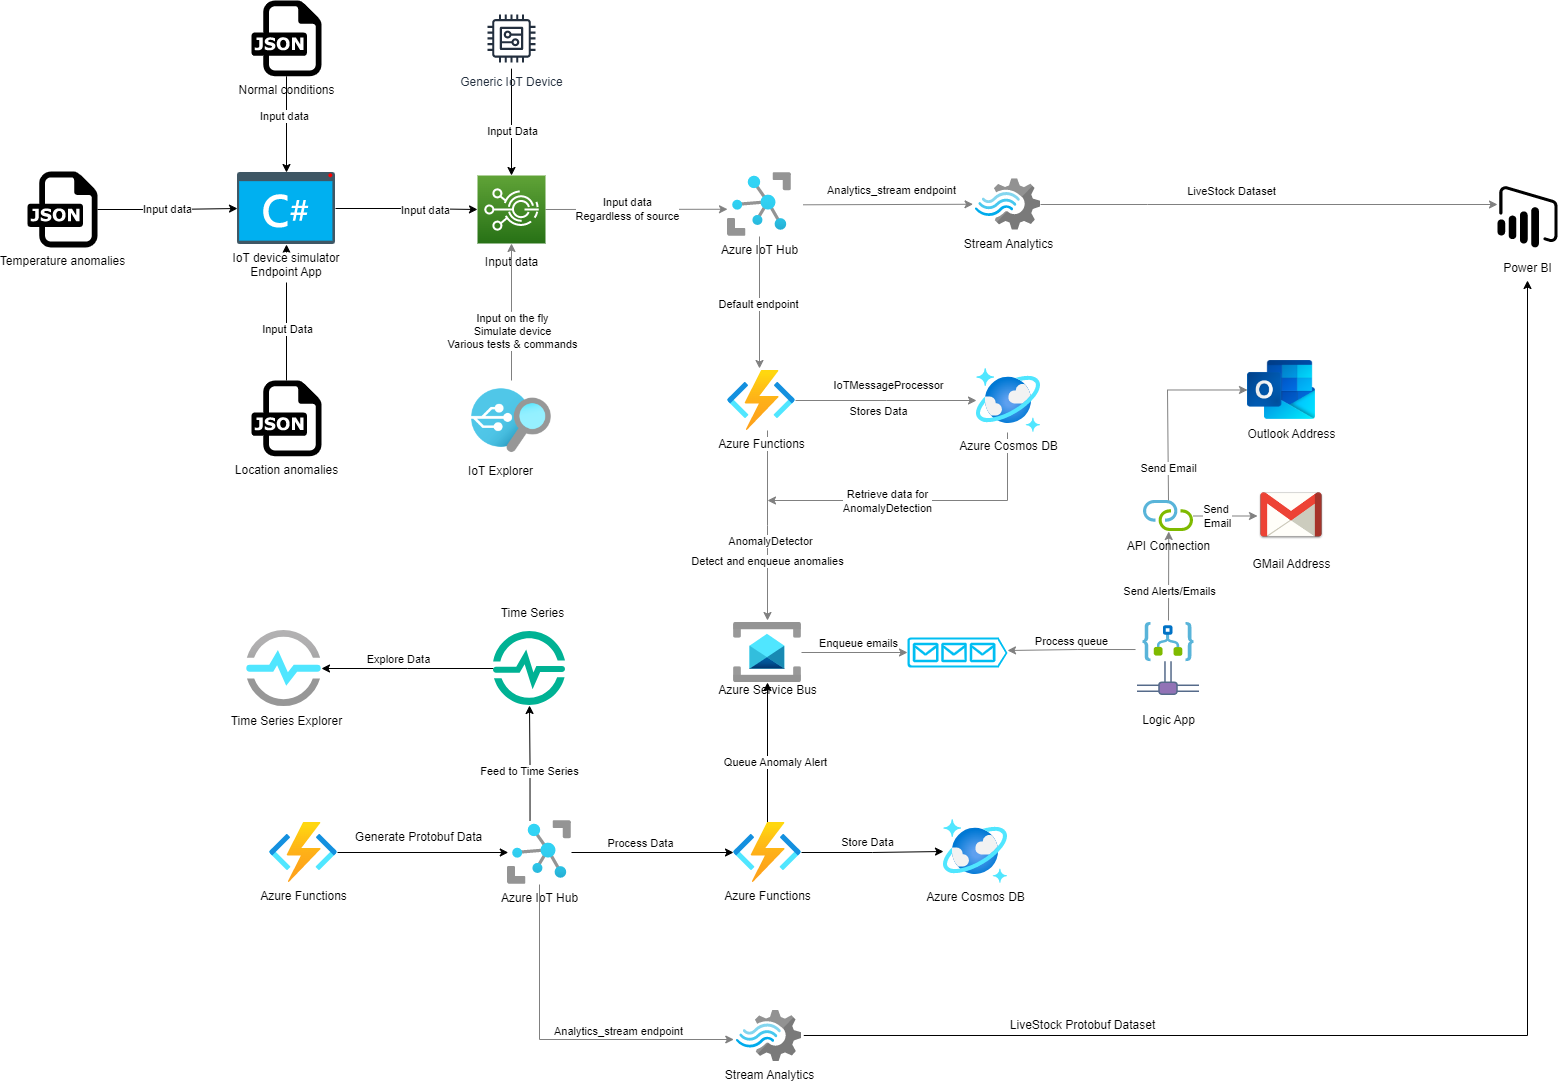 JSON
Normal conditions
Input data
Generic IoT Device
Input Data
JSON
Temperature anomalies
Input data
C#
IoT device simulator
Endpoint App
Input data
Input data
Input data
Regardless of source
Azure IoT Hub
Analytics_stream endpoint
Stream Analytics
LiveStock Dataset
Power BI
Input Data
JSON
Location anomalies
Input on the fly
Simulate device
Various tests & commands
IoT Explorer
Default endpoint
Azure Functions
IoTMessageProcessor
Stores Data
Azure Cosmos DB
Retrieve data for
AnomalyDetection
AnomalyDetector
Detect and enqueue anomalies
O
Outlook Address
Send Email
Send
Email
API Connection
GMail Address
Send Alerts/Emails
Time Series
Explore Data
Time Series Explorer
Enqueue emails
Process queue
Azure Service Bus
Logic App
Feed to Time Series
Queue Anomaly Alert
Generate Protobuf Data
Process Data
Store Data
Azure Functions
Azure IoT Hub
Azure Functions
Azure Cosmos DB
Analytics_stream endpoint
LiveStock Protobuf Dataset
Stream Analytics